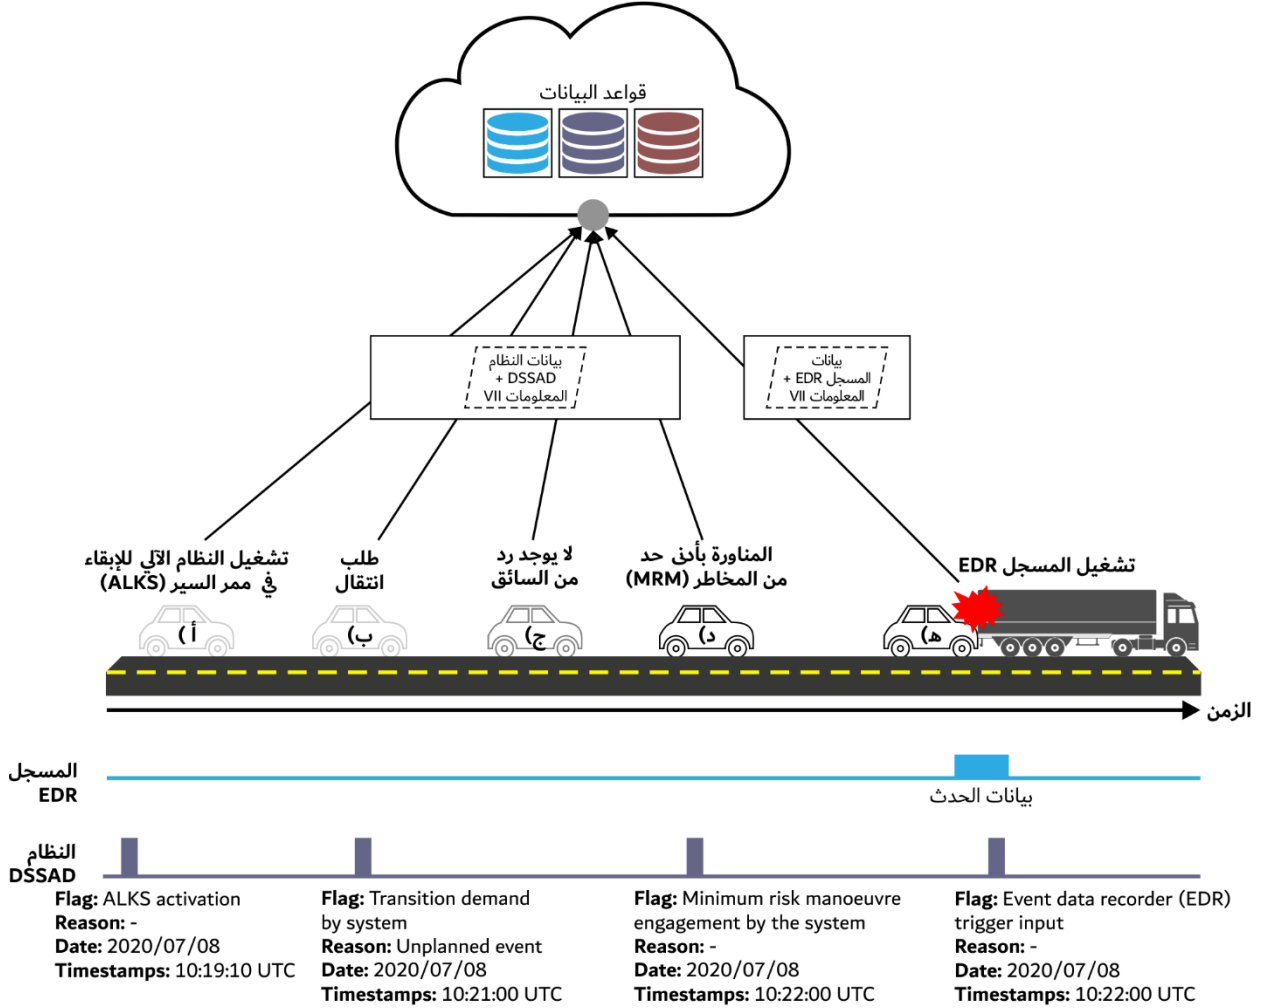 قواعد البيانات
بيانات النظام
+ DSSAD
المعلومات VII
بيانات
المسجل EDR +
المعلومات VII
تشغيل النظام الآلي للإبقاء
في ممر السير (ALKS)
طلب
انتقال
لا يوجد رد
من السائق
المناورة بأدنى حد
من المخاطر (MRM)
تشغيل المسجل EDR
أ)
ب)
ج)
د)
ه)
الزمن
المسجل
EDR
بيانات الحدث
النظام
DSSAD
Flag: ALKS activation
Reason: -
Date: 2020/07/08
Timestamps: 10:19:10 UTC
Flag: Transition demand
by system
Reason: Unplanned event
Date: 2020/07/08
Timestamps: 10:21:00 UTC
Flag: Minimum risk manoeuvre
engagement by the system
Reason: -
Date: 2020/07/08
Timestamps: 10:22:00 UTC
Flag: Event data recorder (EDR)
trigger input
Reason: -
Date: 2020/07/08
Timestamps: 10:22:00 UTC